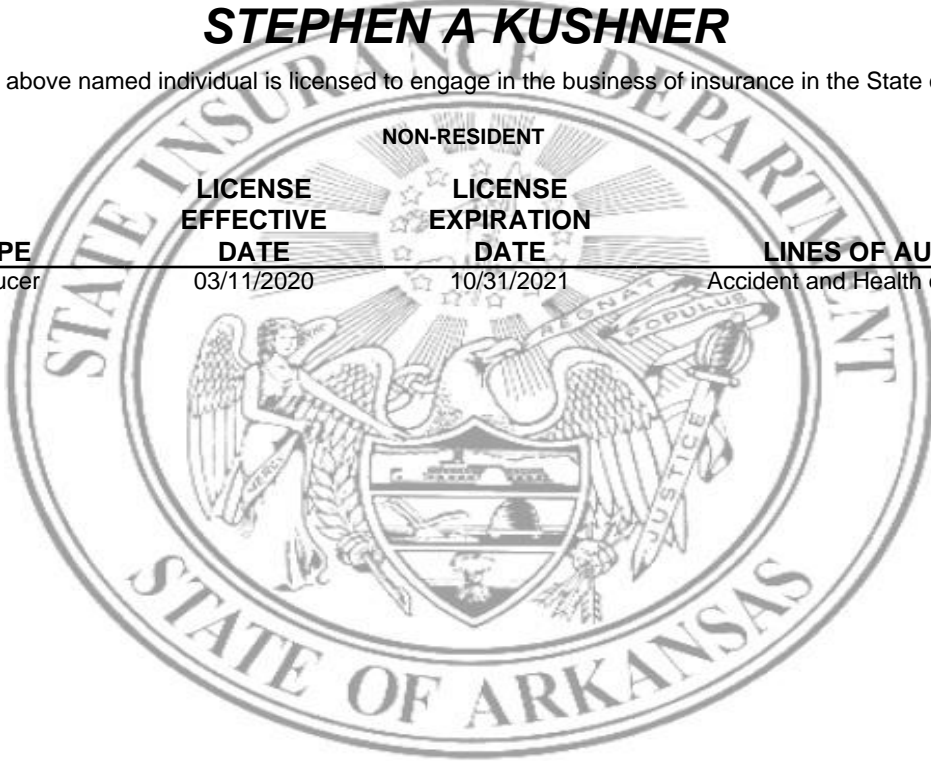 STEPHEN A KUSHNER
above named individual is licensed to engage in the business of insurance in the State
NON-RESIDENT
LICENSE EFFECTIVE DATE
LICENSE EXPIRATION DATE
PE
LINES OF AU
ucer
03/11/2020
10/31/2021
Accident and Health
STATE INSURANCE DEPARTMENT
REGNAT
POPULUS
MERCY
JUSTICE
STATE OF ARKANSAS